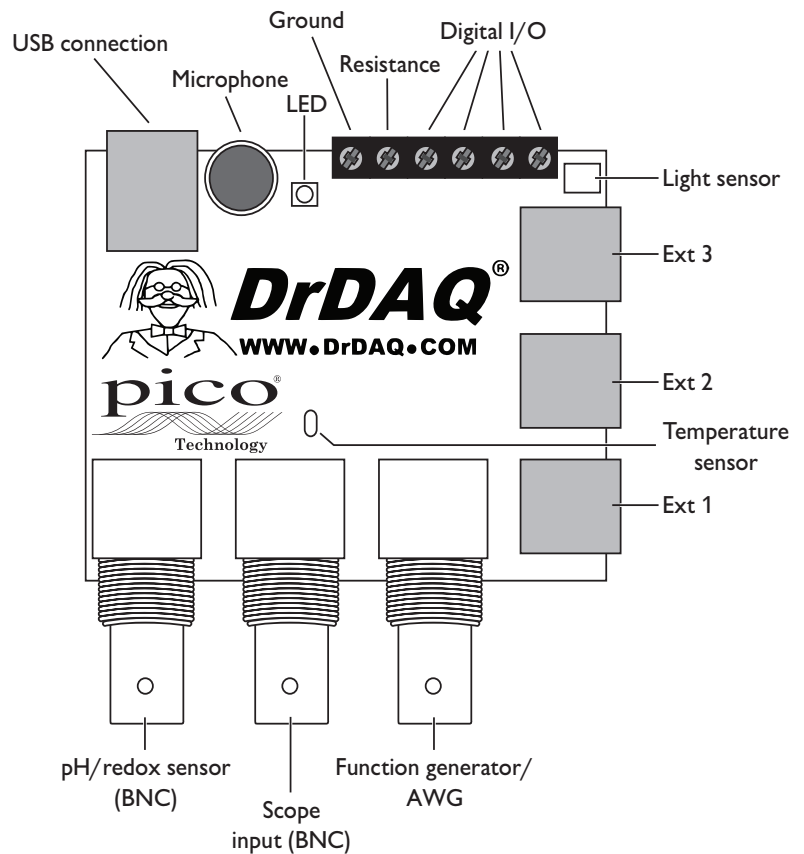 Ground
Digital I/O
USB connection
Resistance
Microphone
LED
Light sensor
Ext 3
DrDAQ®
WWW.DrDAQ.COM
pico®
Technology
Ext 2
Temperature
sensor
Ext 1
pH/redox sensor
(BNC)
Scope
input (BNC)
Function generator/
AWG